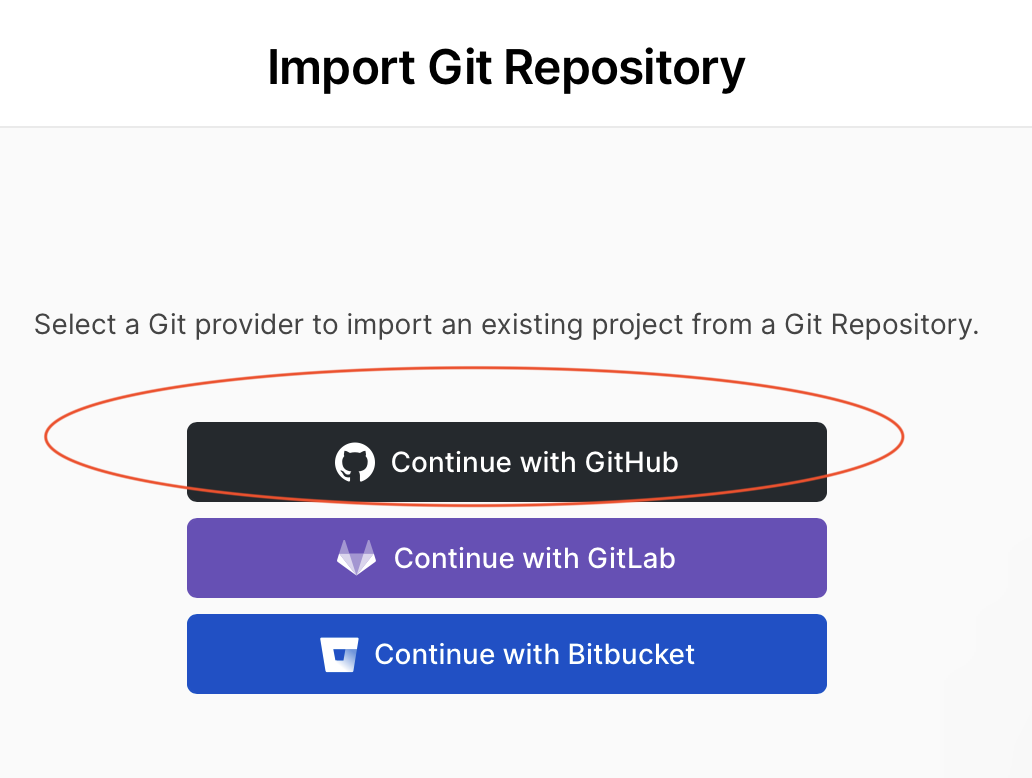 Import Git Repository
Select a Git provider to import an existing project from a Git Repository.
Continue with GitHub
Continue with GitLab
Continue with Bitbucket